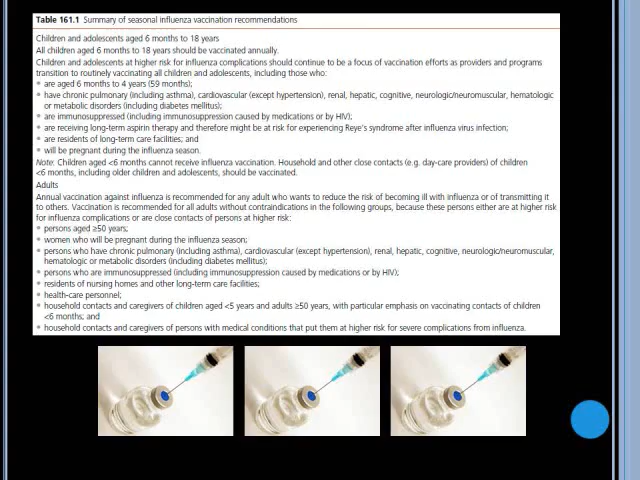 Table 161.1 Summary of seasonal influenza vaccination recommendations
Children and adolescents aged 6 months to 18 years
All children aged 6 months to 18 years should be vaccinated annually.
Children and adolescents at higher risk for influenza complications should continue to be a focus of vaccination efforts as providers and programs
transition to routinely vaccinating all children and adolescents, including those who:
• are aged 6 months to 4 years (59 months);
• have chronic pulmonary (including asthma), cardiovascular (except hypertension), renal, hepatic, cognitive, neurologic/neuromuscular, hematologic
or metabolic disorders (including diabetes mellitus);
• are immunosuppressed (including immunosuppression caused by medications or by HIV);
• are receiving long-term aspirin therapy and therefore might be at risk for experiencing Reye's syndrome after influenza virus infection;
• are residents of long-term care facilities; and
• will be pregnant during the influenza season.
Note: Children aged <6 months cannot receive influenza vaccination. Household and other close contacts (e.g. day-care providers) of children
<6 months, including older children and adolescents, should be vaccinated.
Adults
Annual vaccination against influenza is recommended for any adult who wants to reduce the risk of becoming ill with influenza or of transmitting it
to others. Vaccination is recommended for all adults without contraindications in the following groups, because these persons either are at higher risk
for influenza complications or are close contacts of persons at higher risk:
• persons aged ≥50 years;
• women who will be pregnant during the influenza season;
• persons who have chronic pulmonary (including asthma), cardiovascular (except hypertension), renal, hepatic, cognitive, neurologic/neuromuscular,
hematologic or metabolic disorders (including diabetes mellitus);
• persons who are immunosuppressed (including immunosuppression caused by medications or by HIV);
• residents of nursing homes and other long-term care facilities;
• health-care personnel;
• household contacts and caregivers of children aged <5 years and adults ≥50 years, with particular emphasis on vaccinating contacts of children
<6 months; and
• household contacts and caregivers of persons with medical conditions that put them at higher risk for severe complications from influenza.